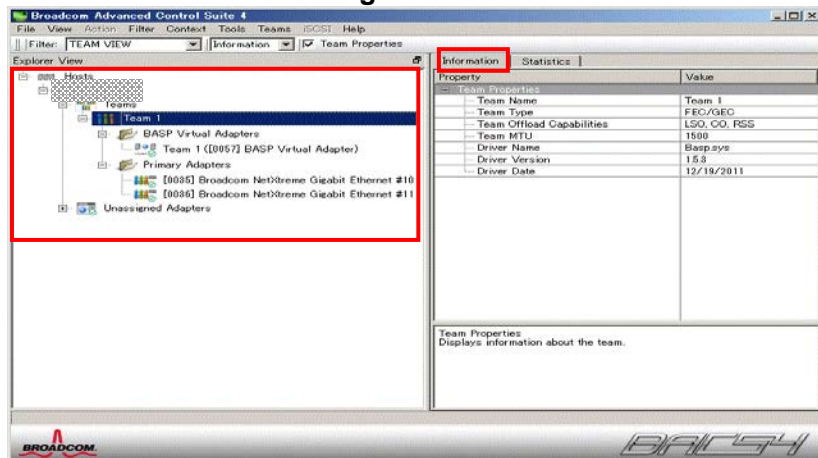 Broadcom Advanced Control Suite 4
File View Action Filter Context Tools Teams iSCSI Help
Filter: TEAM VIEW Information Team Properties
Explorer View
Hosts
Teams
Team 1
BASP Virtual Adapters
Team 1 ([0057] BASP Virtual Adapter)
Primary Adapters
[0035] Broadcom NetXtreme Gigabit Ethernet #10
[0036] Broadcom NetXtreme Gigabit Ethernet #11
Unassigned Adapters
Information Statistics
Property Value
Team Properties
Team Name Team 1
Team Type FEC/GEC
Team Offload Capabilities LSO, CO, RSS
Team MTU 1500
Driver Name Basp.sys
Driver Version 1.5.3
Driver Date 12/19/2011
Team Properties
Displays information about the team.
BROADCOM.
BACS4